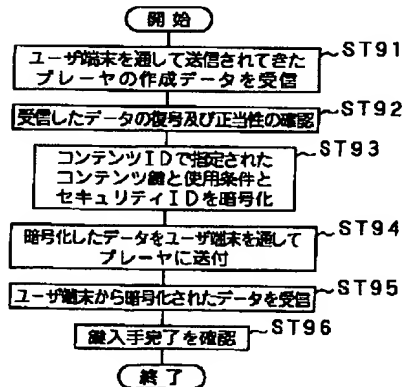 開始
ユーザ端末を通して送信されてきた
プレーヤの作成データを受信
ST91
受信したデータの復号及び正当性の確認
ST92
コンテンツIDで指定された
コンテンツ鍵と使用条件と
セキュリティIDを暗号化
ST93
暗号化したデータをユーザ端末を通して
プレーヤに送付
ST94
ユーザ端末から暗号化されたデータを受信
ST95
鍵入手完了を確認
ST96
終了